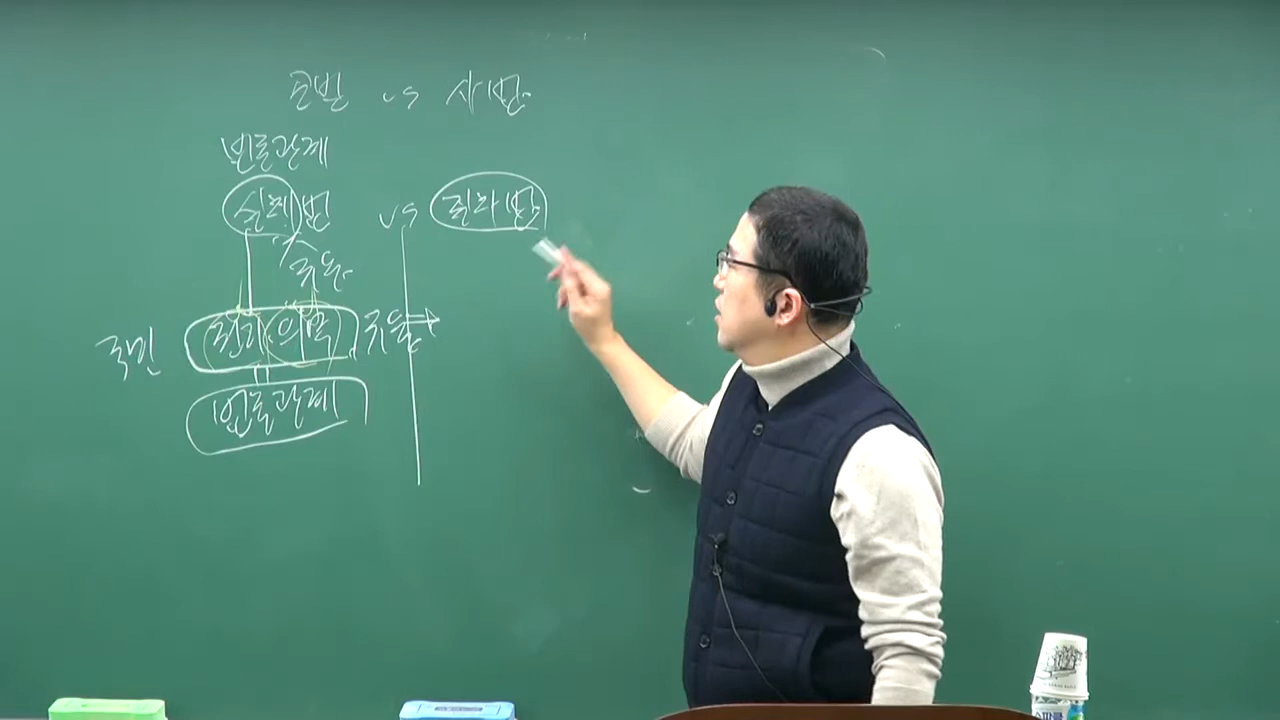 공법 vs 사법
법률관계
실체법 vs 절차법
구율
국민 권리 의무 규율
법률관계